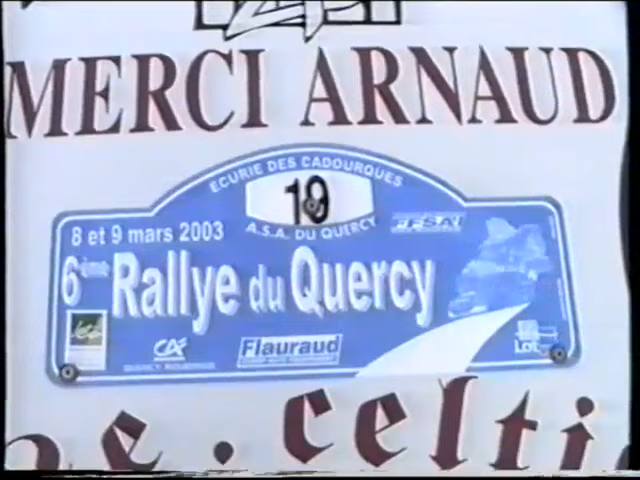 MERCI ARNAUD
ECURIE DES CADOURQUES
19
A.S.A. DU QUERCY
FFSA
8 et 9 mars 2003
6ème Rallye du Quercy
CA
Flauraud
Lot
e. celti